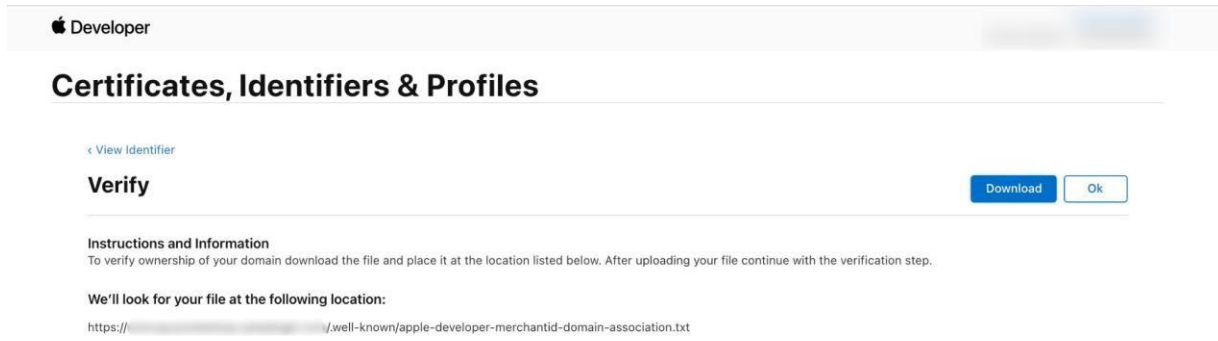 Developer
Certificates, Identifiers & Profiles
‹ View Identifier
Verify
Download
Ok
Instructions and Information
To verify ownership of your domain download the file and place it at the location listed below. After uploading your file continue with the verification step.
We'll look for your file at the following location:
https:// /.well-known/apple-developer-merchantid-domain-association.txt